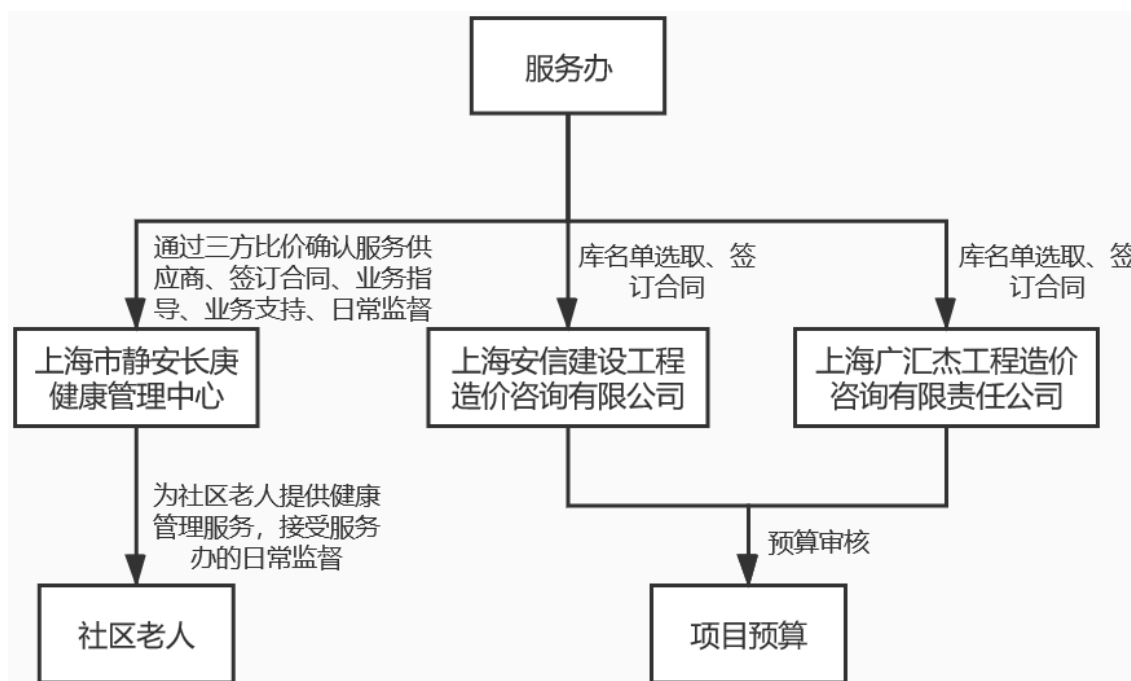 服务办
通过三方比价确认服务供
应商、签订合同、业务指
导、业务支持、日常监督
库名单选取、签
订合同
库名单选取、签
订合同
上海市静安长庚
健康管理中心
上海安信建设工程
造价咨询有限公司
上海广汇杰工程造价
咨询有限责任公司
为社区老人提供健康
管理服务，接受服务
办的日常监督
预算审核
社区老人
项目预算